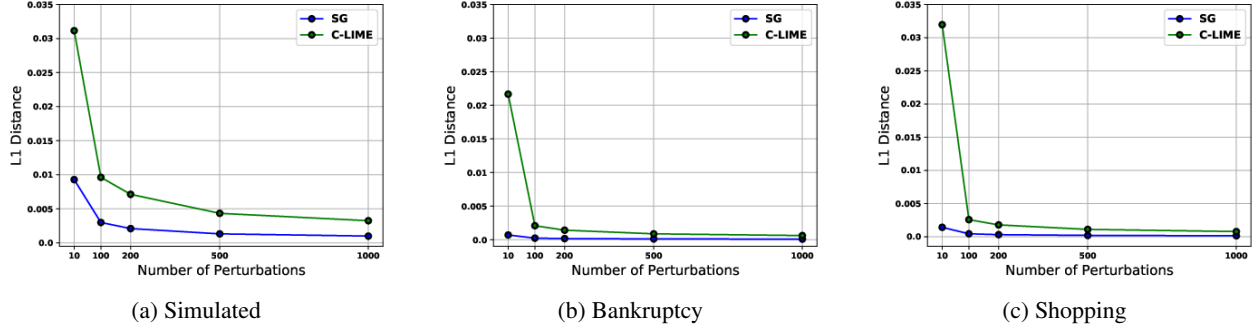 0.035
0.03
0.025
0.02
0.015
0.01
0.005
0.0
L1 Distance
SG
C-LIME
10 100 200 500 1000
Number of Perturbations
(a) Simulated
0.035
0.03
0.025
0.02
0.015
0.01
0.005
0.0
L1 Distance
SG
C-LIME
10 100 200 500 1000
Number of Perturbations
(b) Bankruptcy
0.035
0.03
0.025
0.02
0.015
0.01
0.005
0.0
L1 Distance
SG
C-LIME
10 100 200 500 1000
Number of Perturbations
(c) Shopping